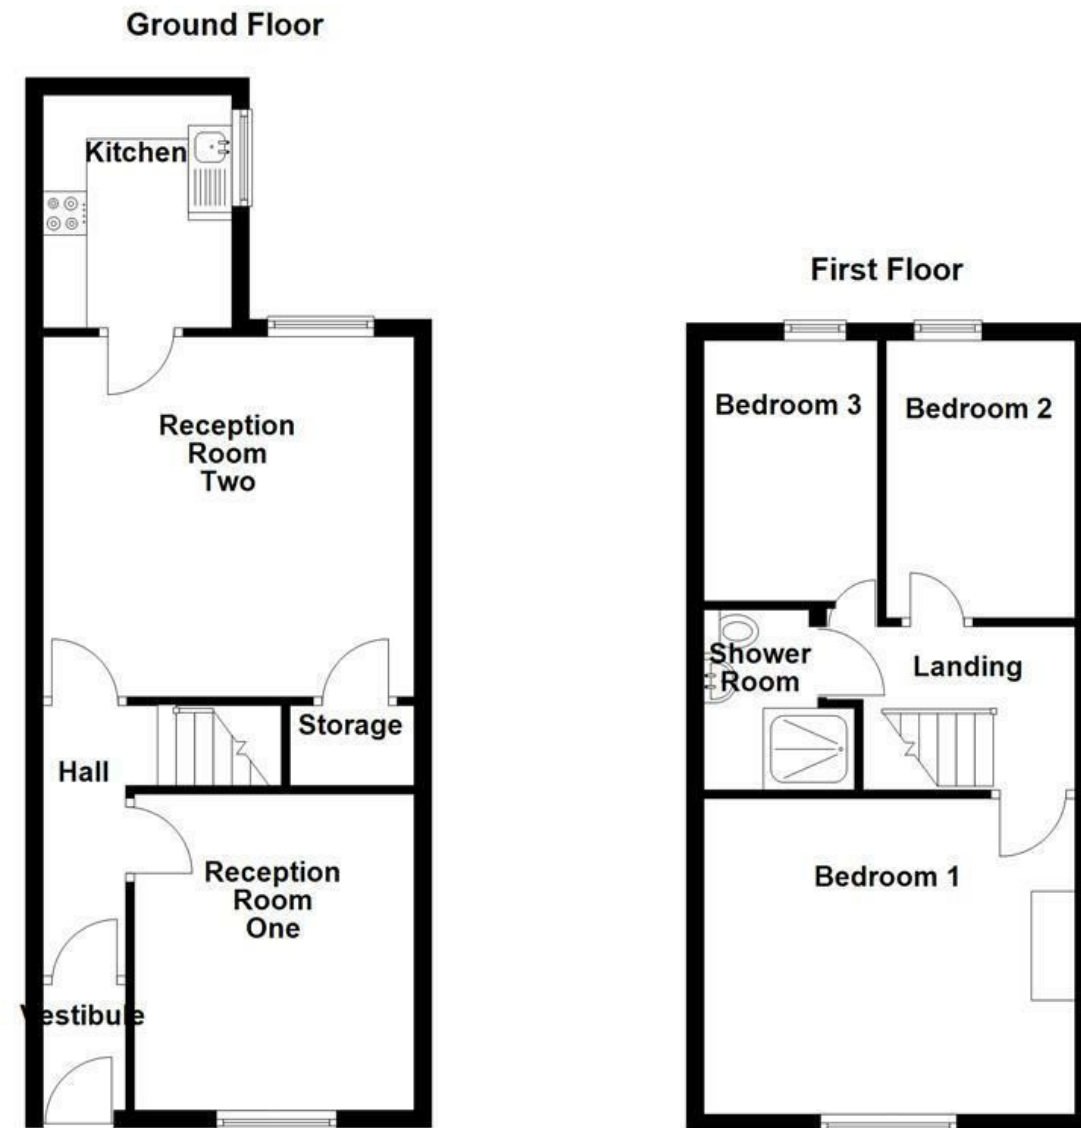 Ground Floor
Kitchen
Reception
Room
Two
Storage
Hall
Reception
Room
One
Vestibule
First Floor
Bedroom 3
Bedroom 2
Shower
Room
Landing
Bedroom 1